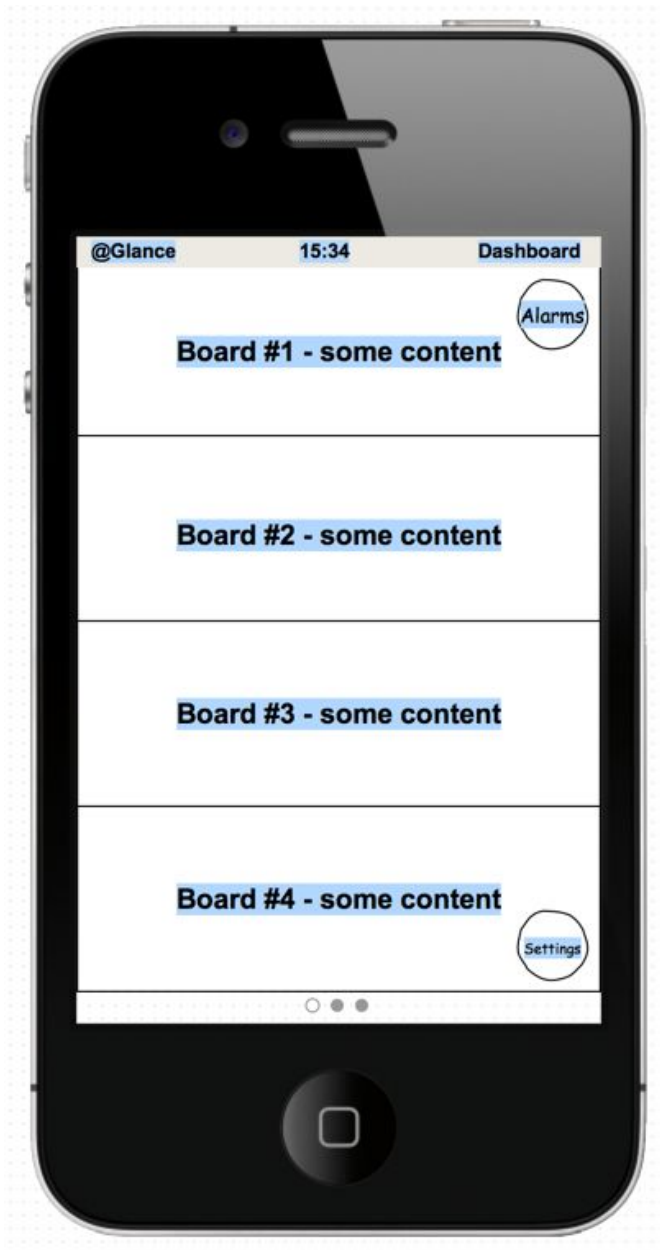 @Glance 15:34 Dashboard
Alarms
Board #1 - some content
Board #2 - some content
Board #3 - some content
Board #4 - some content
Settings